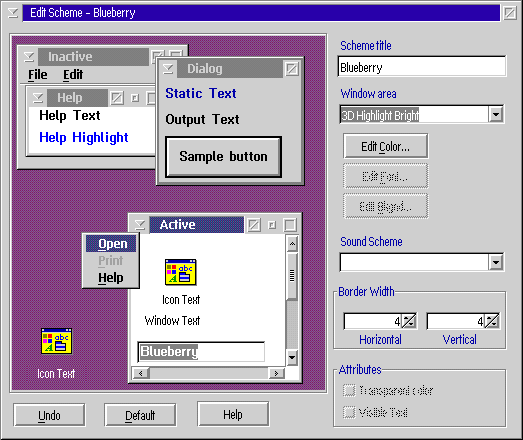 Edit Scheme - Blueberry
Inactive
File Edit
Help
Help Text
Help Highlight
Dialog
Static Text
Output Text
Sample button
Active
Open
Print
Help
abc
Icon Text
Window Text
Blueberry
abc
Icon Text
Undo
Default
Help
Scheme title
Blueberry
Window area
3D Highlight Bright
Edit Color...
Edit Font...
Edit Bkgnd...
Sound Scheme
Border Width
4
4
Horizontal
Vertical
Attributes
Transparent color
Visible Text